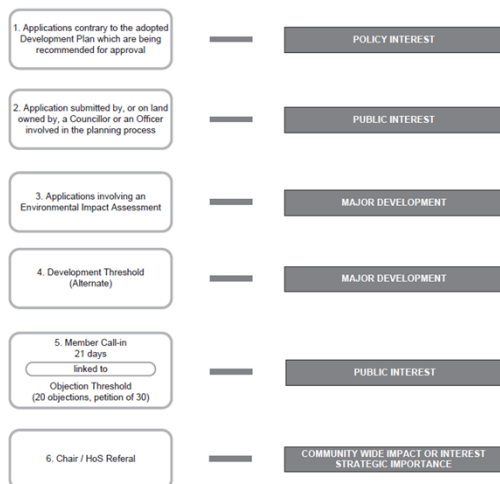 1. Applications contrary to the adopted
Development Plan which are being
recommended for approval
POLICY INTEREST
2. Application submitted by, or on land
owned by, a Councillor or an Officer
involved in the planning process
PUBLIC INTEREST
3. Applications involving an
Environmental Impact Assessment
MAJOR DEVELOPMENT
4. Development Threshold
(Alternate)
MAJOR DEVELOPMENT
5. Member Call-in
21 days
linked to
Objection Threshold
(20 objections, petition of 30)
PUBLIC INTEREST
6. Chair / HoS Referal
COMMUNITY WIDE IMPACT OR INTEREST
STRATEGIC IMPORTANCE